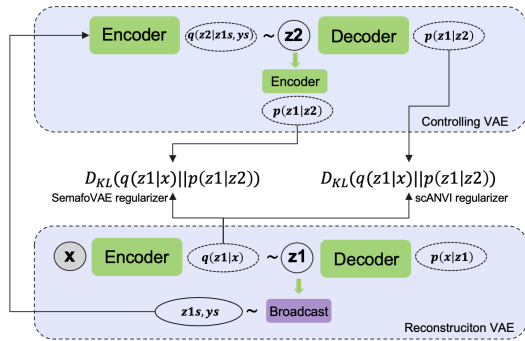 Encoder q(z2|z1s, ys) ~ z2 Decoder p(z1|z2)
Encoder
p(z1|z2)
Controlling VAE
D_KL(q(z1|x)||p(z1|z2)) D_KL(q(z1|x)||p(z1|z2))
SemafoVAE regularizer scANVI regularizer
x Encoder q(z1|x) ~ z1 Decoder p(x|z1)
z1s, ys ~ Broadcast
Reconstruciton VAE